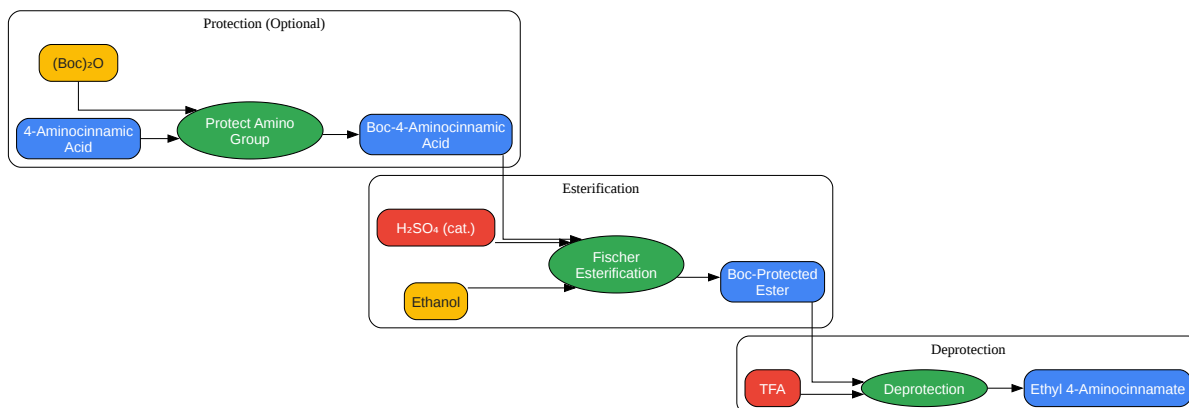 Protection (Optional)
(Boc)₂O
4-Aminocinnamic
Acid
Protect Amino
Group
Boc-4-Aminocinnamic
Acid
Esterification
H₂SO₄ (cat.)
Ethanol
Fischer
Esterification
Boc-Protected
Ester
Deprotection
TFA
Deprotection
Ethyl 4-Aminocinnamate